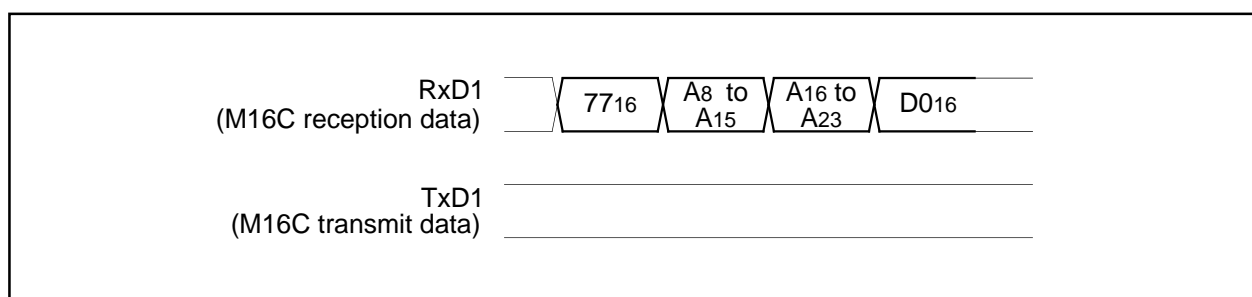 RxD1
(M16C reception data)
7716
A8 to
A15
A16 to
A23
D016
TxD1
(M16C transmit data)